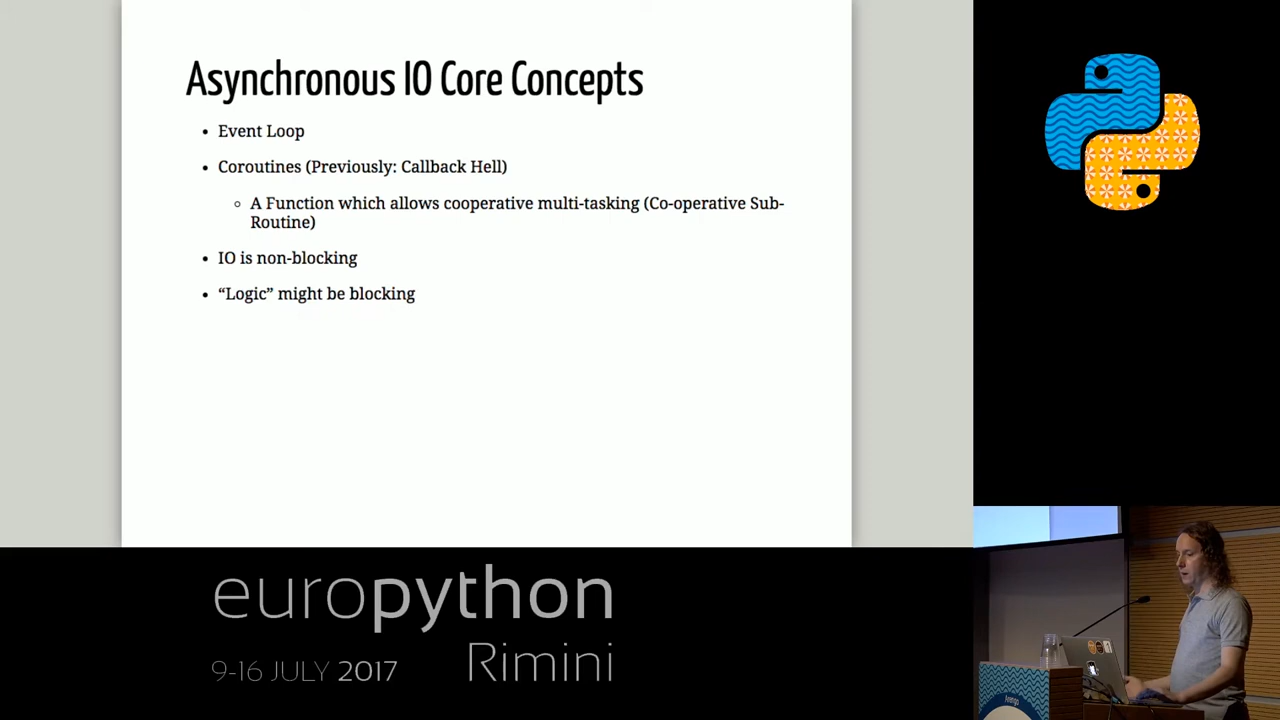 Asynchronous IO Core Concepts
• Event Loop
• Coroutines (Previously: Callback Hell)
◦ A Function which allows cooperative multi-tasking (Co-operative Sub-
Routine)
• IO is non-blocking
• “Logic” might be blocking
europython
9-16 JULY 2017 Rimini
Arengo